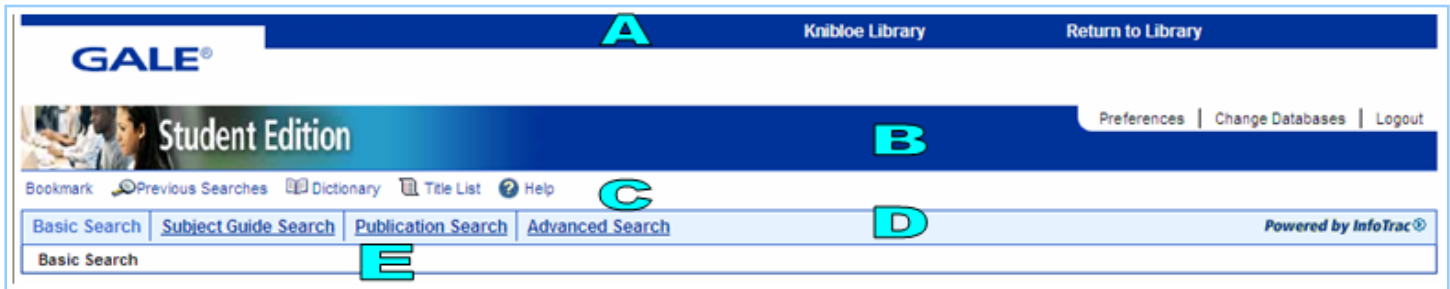 A Knibloe Library Return to Library
GALE®
Preferences | Change Databases | Logout
Student Edition B
Bookmark Previous Searches Dictionary Title List ? Help C
Basic Search | Subject Guide Search | Publication Search | Advanced Search D Powered by InfoTrac®
Basic Search E